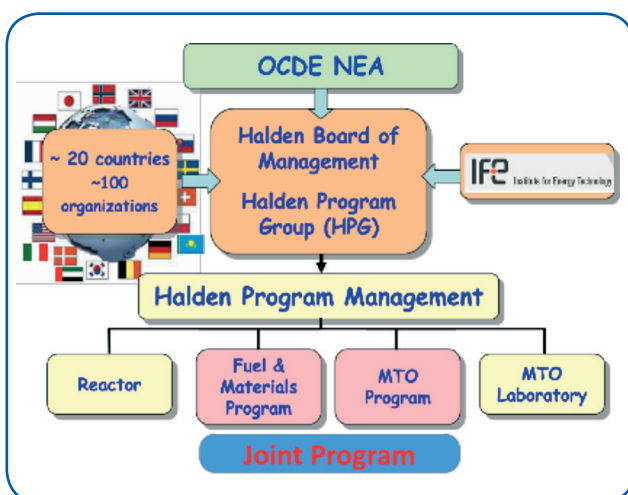 OCDE NEA
~ 20 countries
~100
organizations
Halden Board of
Management
Halden Program
Group (HPG)
IFe Institute for Energy Technology
Halden Program Management
Reactor
Fuel &
Materials
Program
MTO
Program
MTO
Laboratory
Joint Program